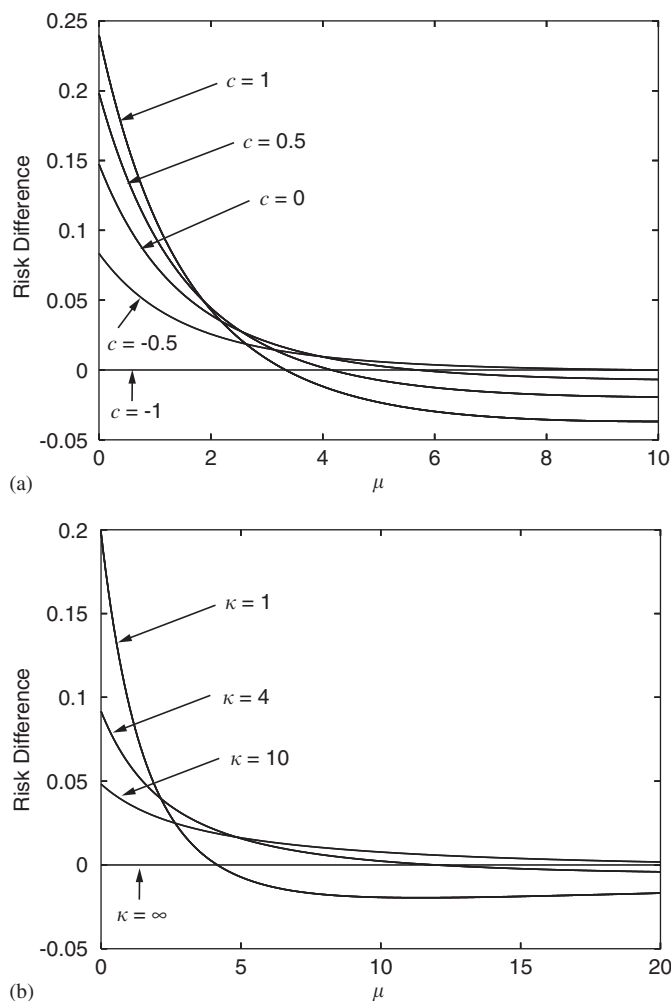 0.25
0.2
0.15
0.1
0.05
0
-0.05
Risk Difference
c = 1
c = 0.5
c = 0
c = -0.5
c = -1
0 2 4 6 8 10
(a) μ
0.2
0.15
0.1
0.05
0
-0.05
Risk Difference
κ = 1
κ = 4
κ = 10
κ = ∞
0 5 10 15 20
(b) μ